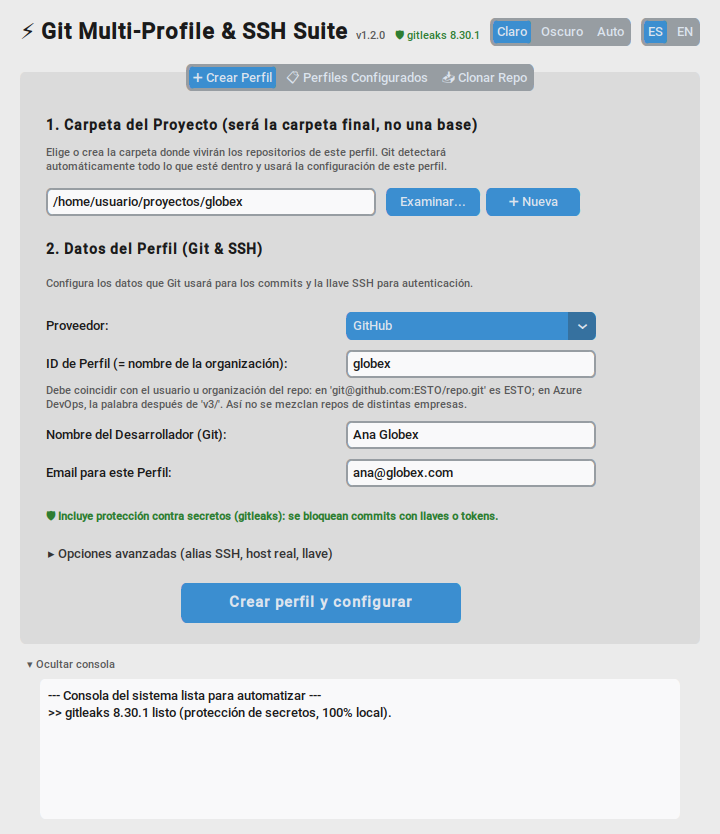 ⚡ Git Multi-Profile & SSH Suite v1.2.0 gitleaks 8.30.1 Claro Oscuro Auto ES EN
+ Crear Perfil Perfiles Configurados Clonar Repo
1. Carpeta del Proyecto (será la carpeta final, no una base)
Elige o crea la carpeta donde vivirán los repositorios de este perfil. Git detectará
automáticamente todo lo que esté dentro y usará la configuración de este perfil.
/home/usuario/proyectos/globex Examinar... + Nueva
2. Datos del Perfil (Git & SSH)
Configura los datos que Git usará para los commits y la llave SSH para autenticación.
Proveedor: GitHub
ID de Perfil (= nombre de la organización): globex
Debe coincidir con el usuario u organización del repo: en 'git@github.com:ESTO/repo.git' es ESTO; en Azure
DevOps, la palabra después de 'v3/'. Así no se mezclan repos de distintas empresas.
Nombre del Desarrollador (Git): Ana Globex
Email para este Perfil: ana@globex.com
Incluye protección contra secretos (gitleaks): se bloquean commits con llaves o tokens.
▸ Opciones avanzadas (alias SSH, host real, llave)
Crear perfil y configurar
▾ Ocultar consola
--- Consola del sistema lista para automatizar ---
>> gitleaks 8.30.1 listo (protección de secretos, 100% local).